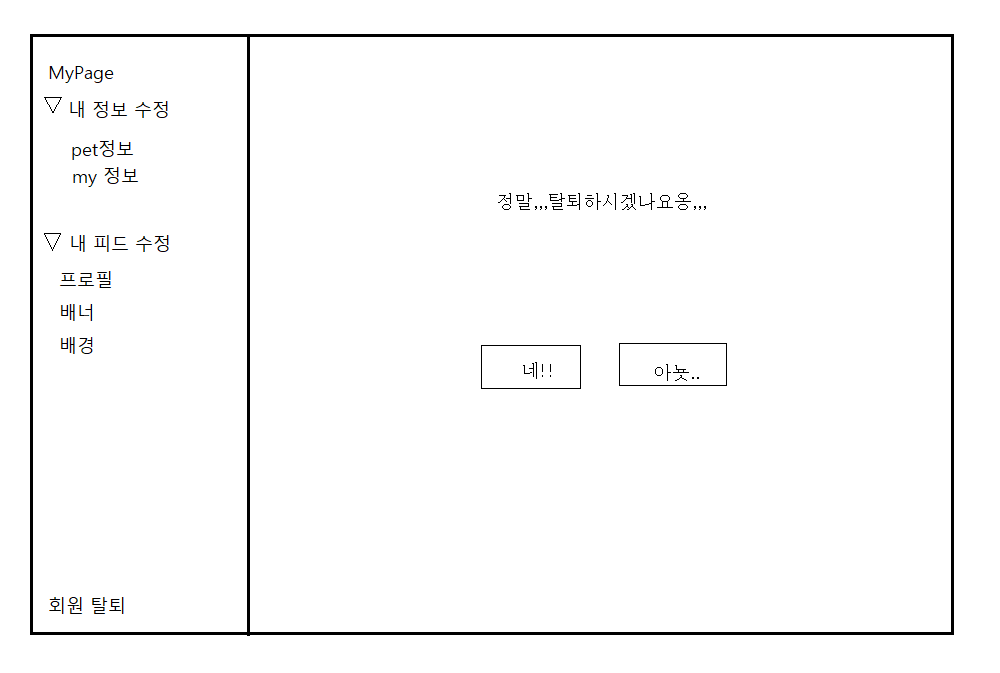 MyPage
▽ 내 정보 수정
pet정보
my 정보
▽ 내 피드 수정
프로필
배너
배경
회원 탈퇴
정말,,,탈퇴하시겠나요옹,,,
네!!
아뇻..